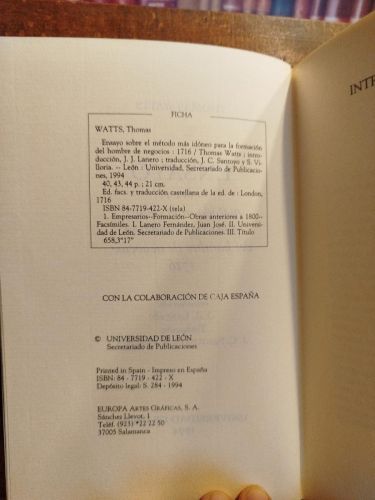 FICHA
WATTS, Thomas
Ensayo sobre el método más idóneo para la formación
del hombre de negocios : 1716 / Thomas Watts ; intro-
ducción, J. J. Lanero ; traducción, J. C. Santoyo y S. Vi-
lloria. -- León : Universidad, Secretariado de Publicacio-
nes, 1994
40, 43, 44 p. ; 21 cm.
Ed. facs. y traducción castellana de la ed. de : London,
1716
ISBN 84-7719-422-X (tela)
1. Empresarios--Formación--Obras anteriores a 1800--
Facsímiles. I. Lanero Fernández, Juan José. II. Universi-
dad de León. Secretariado de Publicaciones. III. Título
658,3"17"
CON LA COLABORACIÓN DE CAJA ESPAÑA
© UNIVERSIDAD DE LEÓN
Secretariado de Publicaciones
Printed in Spain - Impreso en España
ISBN: 84 - 7719 - 422 - X
Depósito legal: S. 284 - 1994
EUROPA ARTES GRÁFICAS, S. A.
Sánchez Llevot, 1
Teléf. (923) *22 22 50
37005 Salamanca
INTR